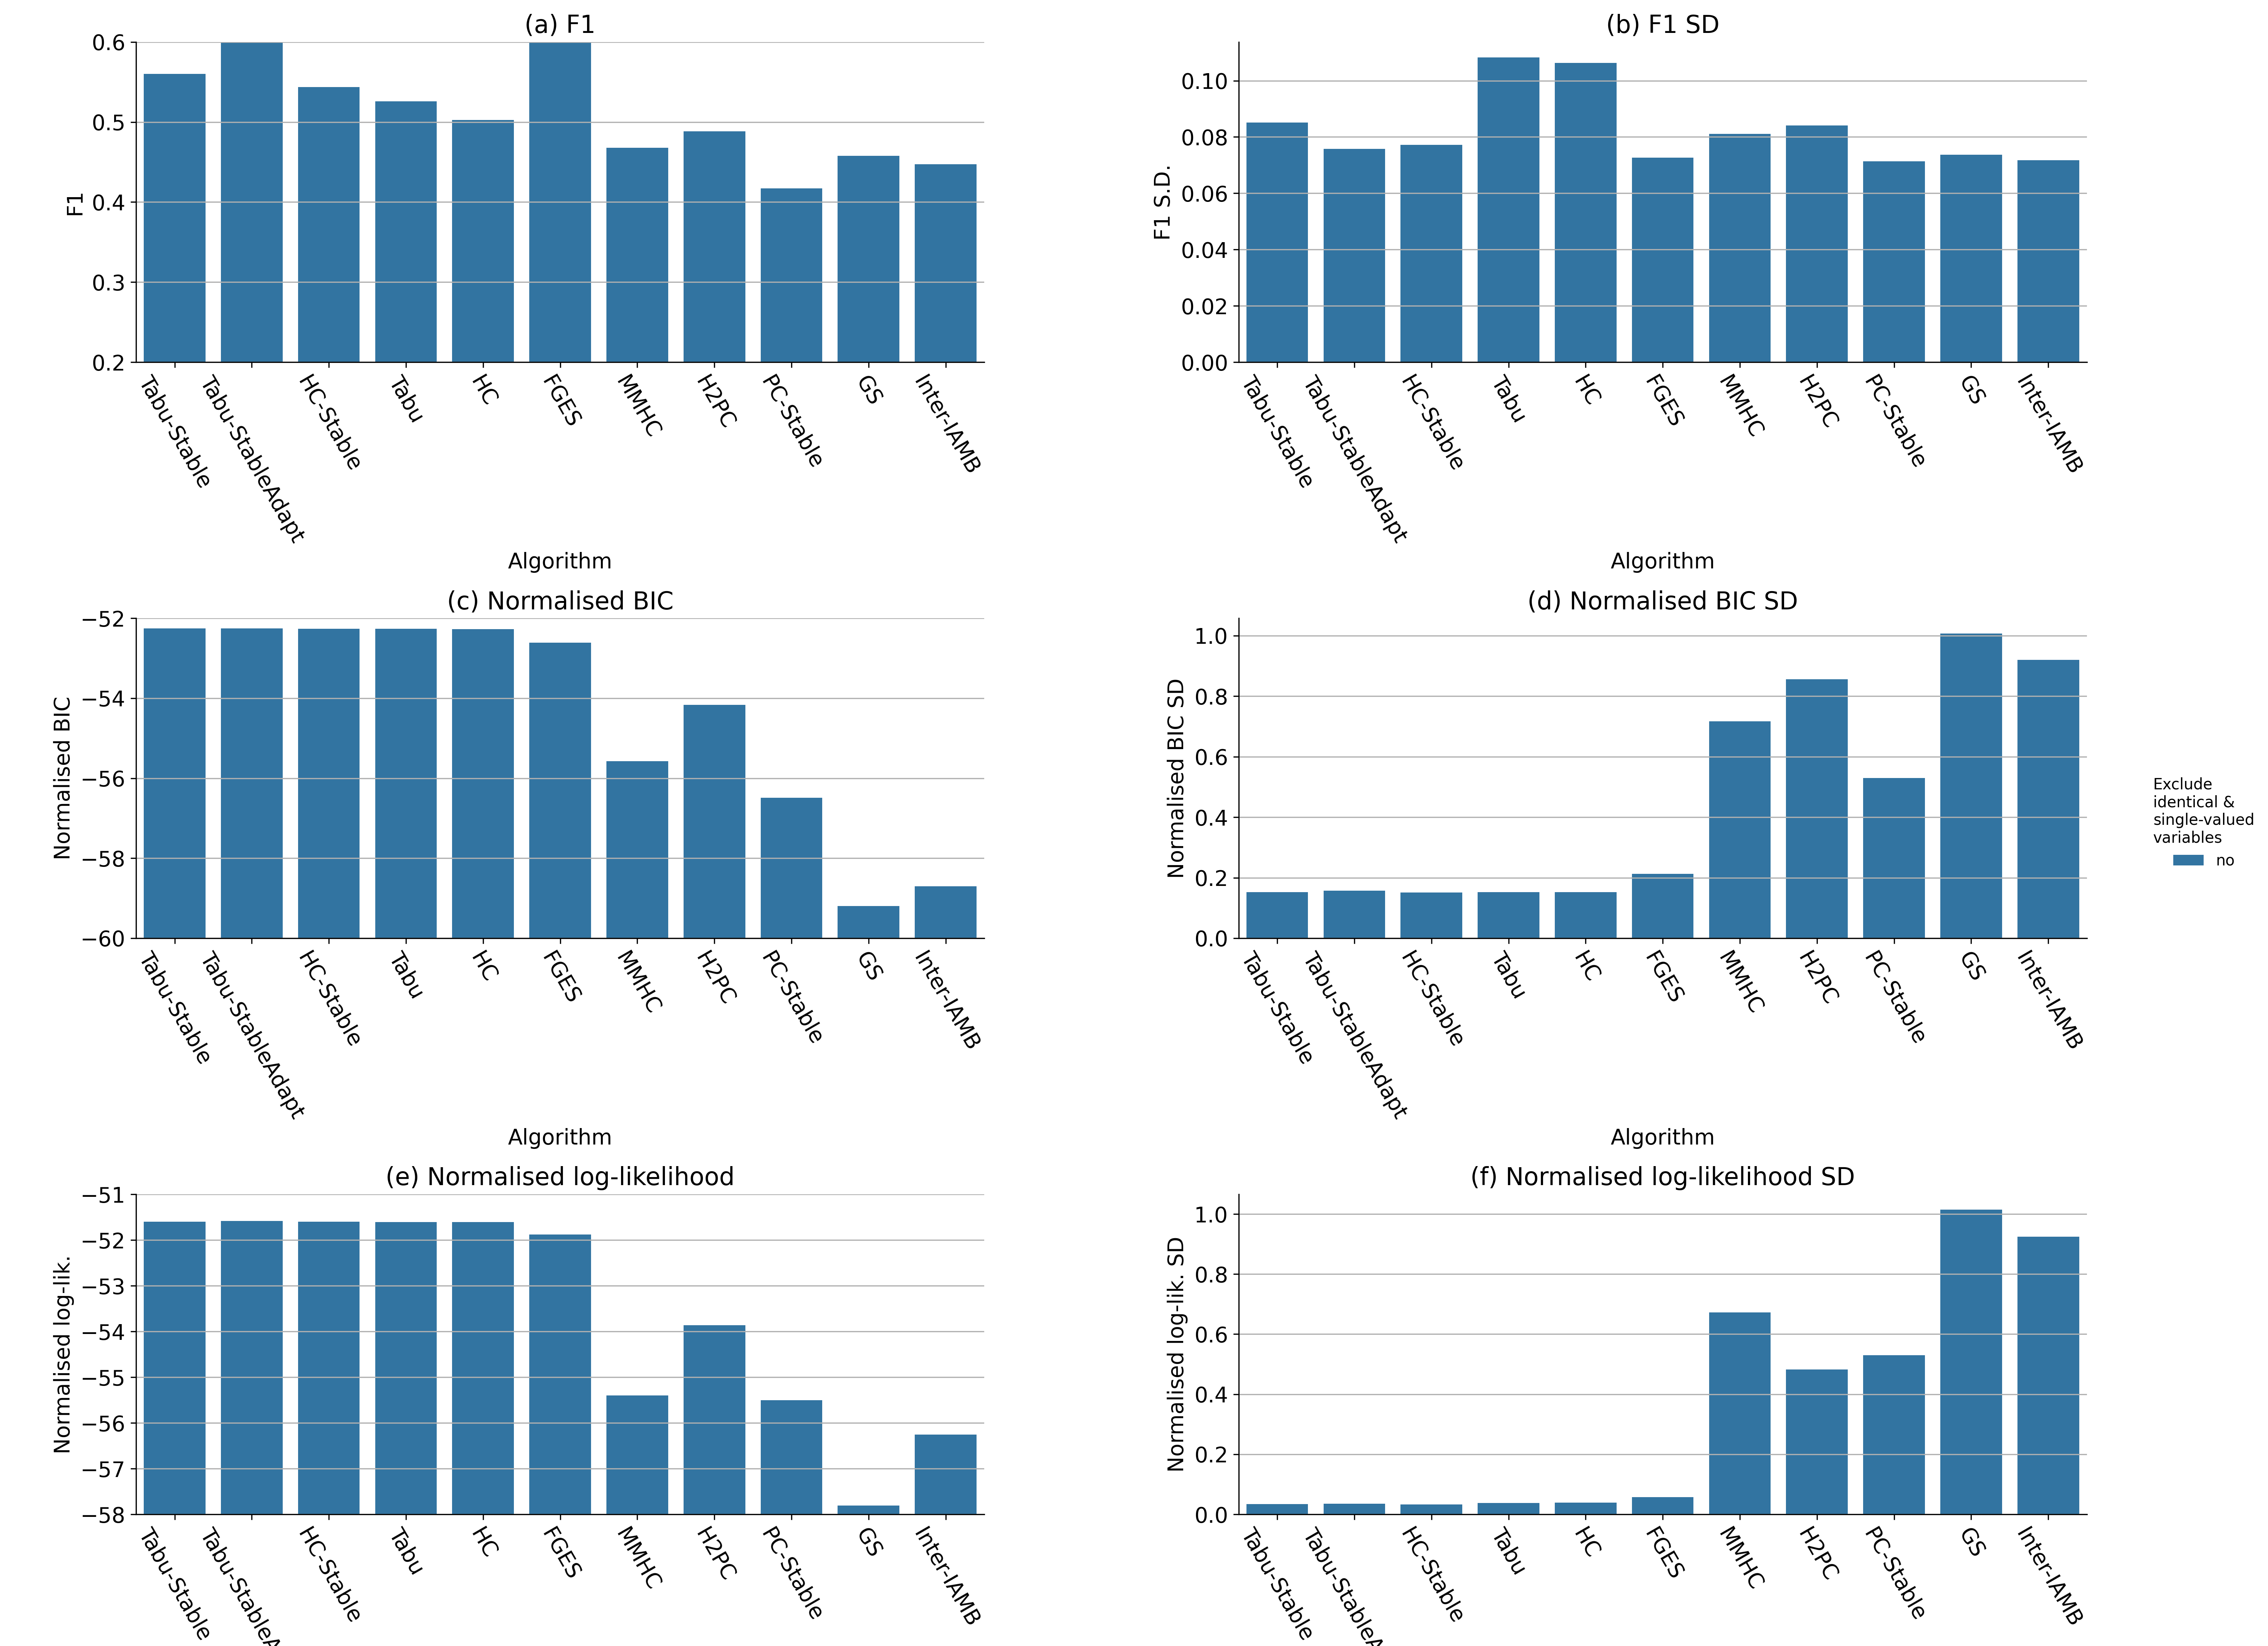 (a) F1
0.6
0.5
0.4
0.3
0.2
F1
Tabu-Stable
Tabu-StableAdapt
HC-Stable
Tabu
HC
FGES
MMHC
H2PC
PC-Stable
GS
Inter-IAMB
Algorithm
(b) F1 SD
0.10
0.08
0.06
0.04
0.02
0.00
F1 S.D.
Tabu-Stable
Tabu-StableAdapt
HC-Stable
Tabu
HC
FGES
MMHC
H2PC
PC-Stable
GS
Inter-IAMB
Algorithm
(c) Normalised BIC
−52
−54
−56
−58
−60
Normalised BIC
Tabu-Stable
Tabu-StableAdapt
HC-Stable
Tabu
HC
FGES
MMHC
H2PC
PC-Stable
GS
Inter-IAMB
Algorithm
(d) Normalised BIC SD
1.0
0.8
0.6
0.4
0.2
0.0
Normalised BIC SD
Tabu-Stable
Tabu-StableAdapt
HC-Stable
Tabu
HC
FGES
MMHC
H2PC
PC-Stable
GS
Inter-IAMB
Algorithm
Exclude
identical &
single-valued
variables
no
(e) Normalised log-likelihood
−51
−52
−53
−54
−55
−56
−57
−58
Normalised log-lik.
Tabu-Stable
Tabu-StableA
HC-Stable
Tabu
HC
FGES
MMHC
H2PC
PC-Stable
GS
Inter-IAMB
(f) Normalised log-likelihood SD
1.0
0.8
0.6
0.4
0.2
0.0
Normalised log-lik. SD
Tabu-Stable
Tabu-StableA
HC-Stable
Tabu
HC
FGES
MMHC
H2PC
PC-Stable
GS
Inter-IAMB